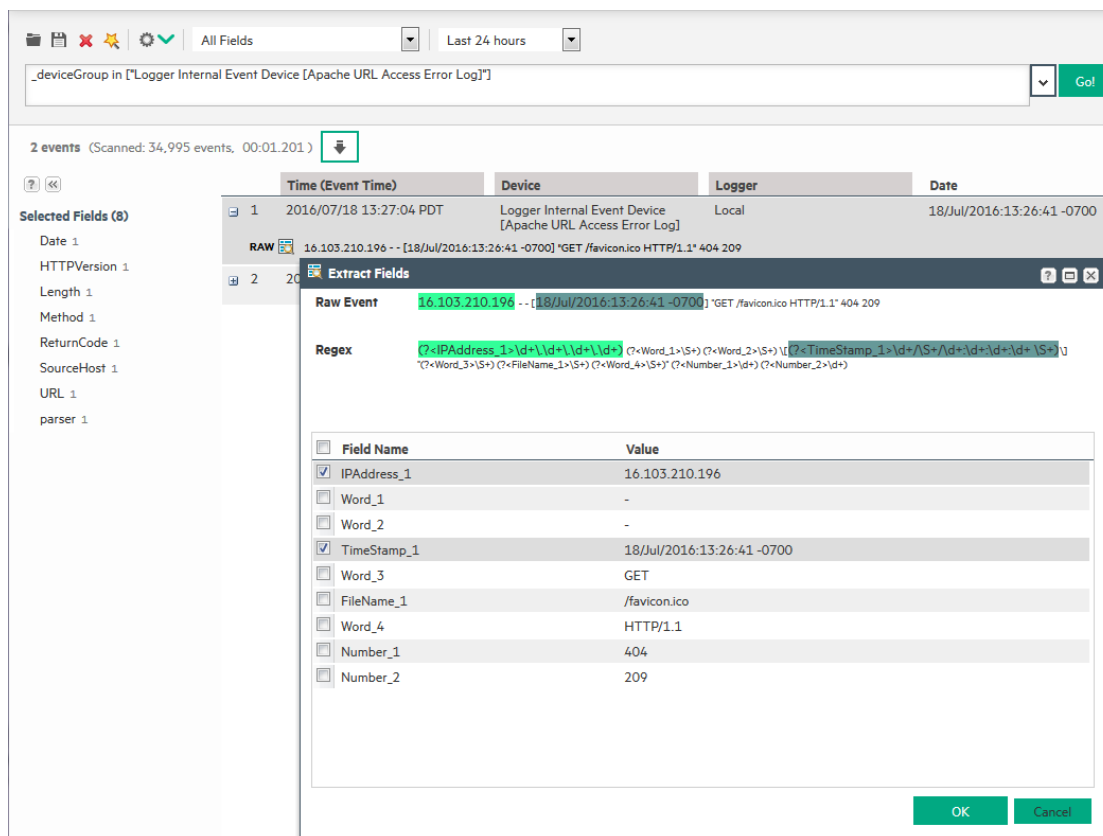 All Fields Last 24 hours
_deviceGroup in ["Logger Internal Event Device [Apache URL Access Error Log]"]
Go!
2 events (Scanned: 34,995 events, 00:01.201 )
? «
Time (Event Time) Device Logger Date
Selected Fields (8)
Date 1
HTTPVersion 1
Length 1
Method 1
ReturnCode 1
SourceHost 1
URL 1
parser 1
1 2016/07/18 13:27:04 PDT Logger Internal Event Device Local 18/Jul/2016:13:26:41 -0700
[Apache URL Access Error Log]
RAW 16.103.210.196 - - [18/Jul/2016:13:26:41 -0700] "GET /favicon.ico HTTP/1.1" 404 209
2 20
Extract Fields ?
Raw Event 16.103.210.196 - - [18/Jul/2016:13:26:41 -0700] "GET /favicon.ico HTTP/1.1" 404 209
Regex (?<IPAddress_1>\d+\.\d+\.\d+\.\d+) (?<Word_1>\S+) (?<Word_2>\S+) \[(?<TimeStamp_1>\d+/\S+/\d+:\d+:\d+:\d+ \S+)\]
"(?<Word_3>\S+) (?<FileName_1>\S+) (?<Word_4>\S+)" (?<Number_1>\d+) (?<Number_2>\d+)
Field Name Value
IPAddress_1 16.103.210.196
Word_1 -
Word_2 -
TimeStamp_1 18/Jul/2016:13:26:41 -0700
Word_3 GET
FileName_1 /favicon.ico
Word_4 HTTP/1.1
Number_1 404
Number_2 209
OK Cancel